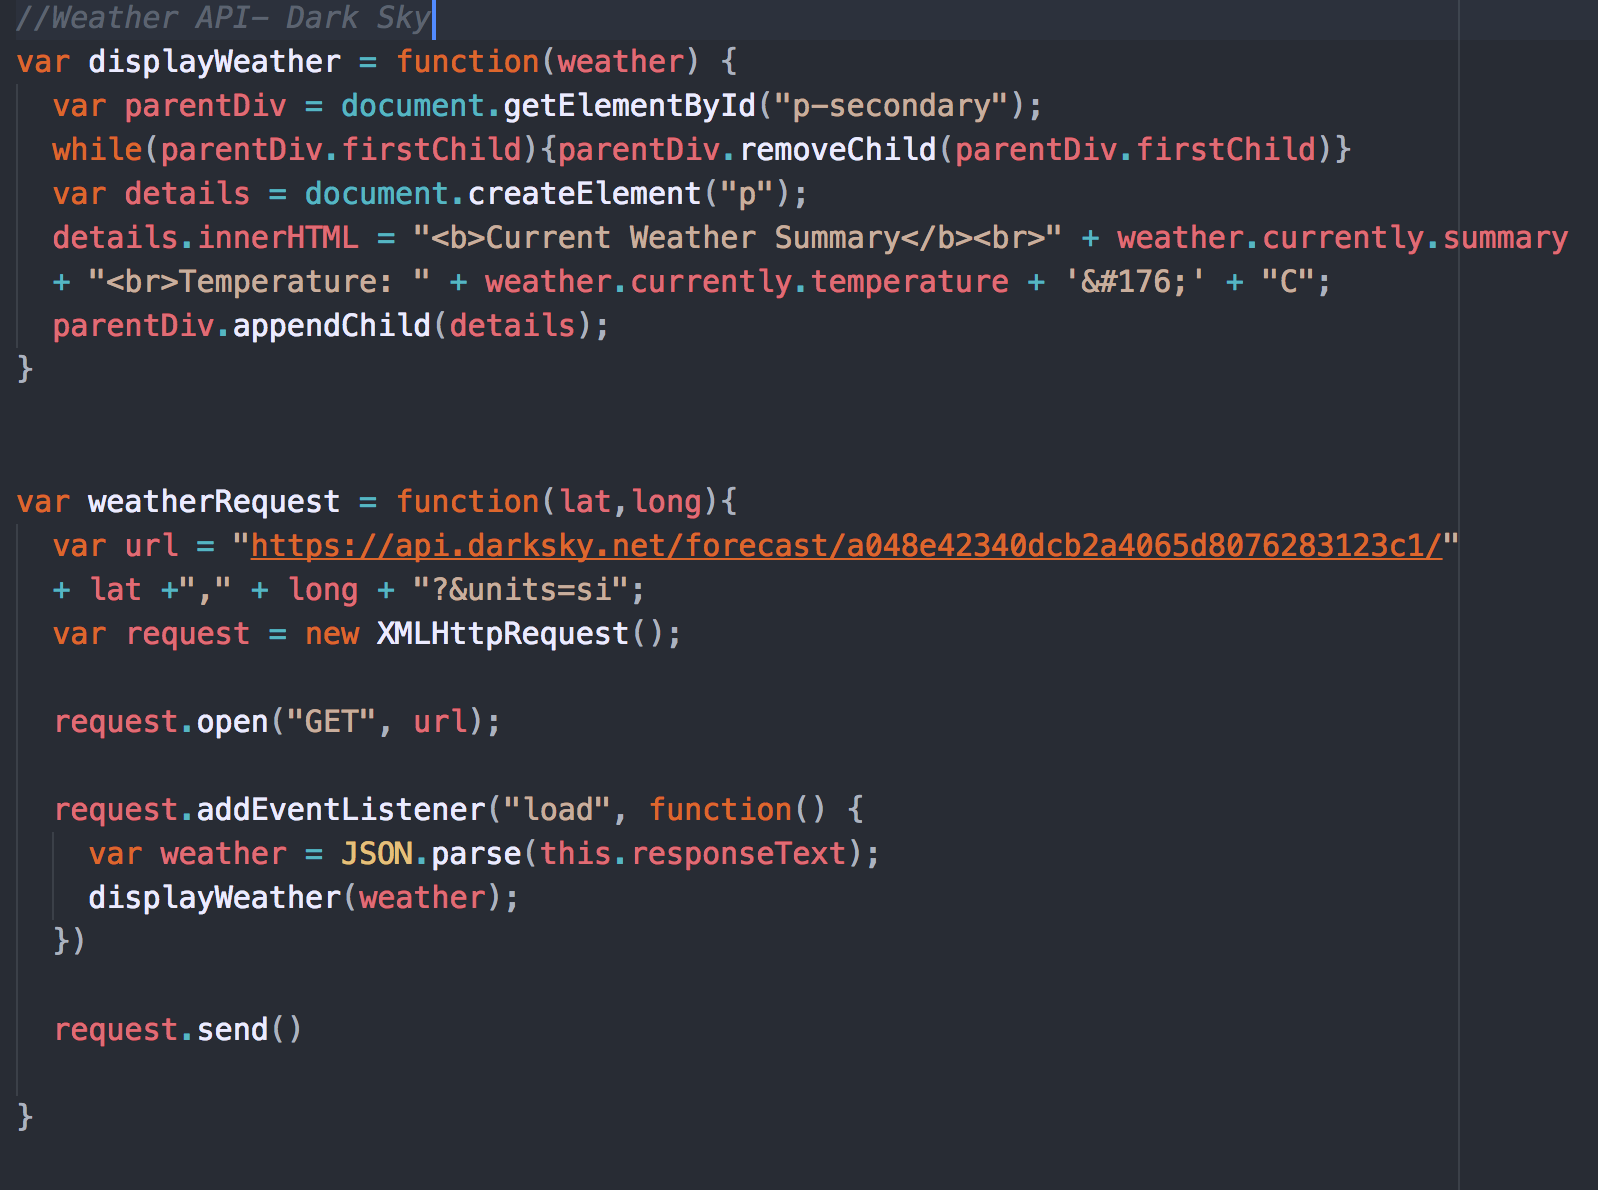 //Weather API- Dark Sky
var displayWeather = function(weather) {
  var parentDiv = document.getElementById("p-secondary");
  while(parentDiv.firstChild){parentDiv.removeChild(parentDiv.firstChild)}
  var details = document.createElement("p");
  details.innerHTML = "<b>Current Weather Summary</b><br>" + weather.currently.summary
  + "<br>Temperature: " + weather.currently.temperature + '&#176;' + "C";
  parentDiv.appendChild(details);
}
var weatherRequest = function(lat,long){
  var url = "https://api.darksky.net/forecast/a048e42340dcb2a4065d8076283123c1/"
  + lat +"," + long + "?&units=si";
  var request = new XMLHttpRequest();
  request.open("GET", url);
  request.addEventListener("load", function() {
    var weather = JSON.parse(this.responseText);
    displayWeather(weather);
  })
  request.send()
}